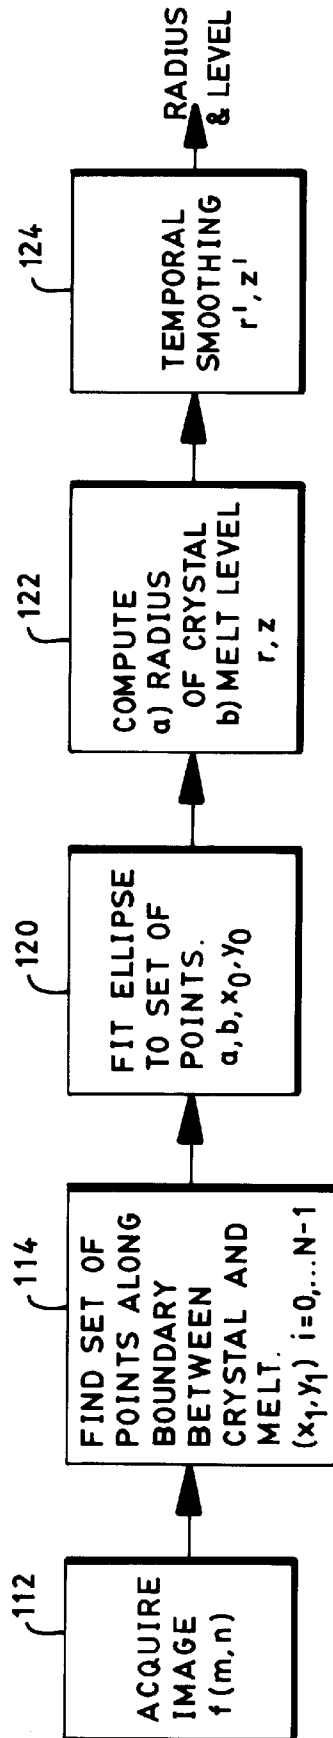 112
ACQUIRE
IMAGE
f(m,n)
114
FIND SET OF
POINTS ALONG
BOUNDARY
BETWEEN
CRYSTAL AND
MELT.
(x1,y1) i=0,...N-1
120
FIT ELLIPSE
TO SET OF
POINTS.
a,b,x0,y0
122
COMPUTE
a) RADIUS
OF CRYSTAL
b) MELT LEVEL
r,z
124
TEMPORAL
SMOOTHING
r',z'
RADIUS
& LEVEL